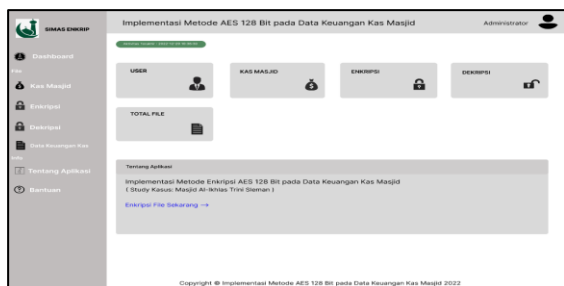 SIMAS ENKRIP
Implementasi Metode AES 128 Bit pada Data Keuangan Kas Masjid
Administrator
Dashboard
File
Kas Masjid
Enkripsi
Dekripsi
Data Keuangan Kas
Info
Tentang Aplikasi
Bantuan
USER
KAS MASJID
ENKRIPSI
DEKRIPSI
TOTAL FILE
Tentang Aplikasi
Implementasi Metode Enkripsi AES 128 Bit pada Data Keuangan Kas Masjid
( Study Kasus: Masjid Al-Ikhlas Trini Sleman )
Enkripsi File Sekarang →
Copyright © Implementasi Metode AES 128 Bit pada Data Keuangan Kas Masjid 2022